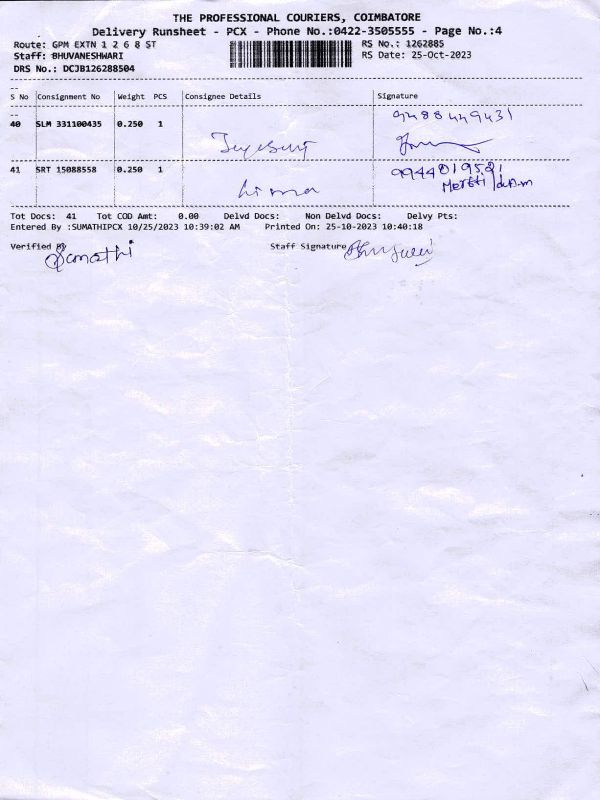 THE PROFESSIONAL COURIERS, COIMBATORE
Delivery Runsheet - PCX - Phone No.:0422-3505555 - Page No.:4
Route: GPM EXTN 1 2 6 8 ST
RS No.: 1262885
Staff: BHUVANESHWARI
RS Date: 25-Oct-2023
DRS No.: DCJB126288504
S No Consignment No Weight PCS Consignee Details Signature
40 SLM 331100435 0.250 1
9488449431
41 SRT 15088558 0.250 1
9944019521
Tot Docs: 41 Tot COD Amt: 0.00 Delvd Docs: Non Delvd Docs: Delvy Pts:
Entered By :SUMATHIPCX 10/25/2023 10:39:02 AM Printed On: 25-10-2023 10:40:18
Verified By Staff Signature